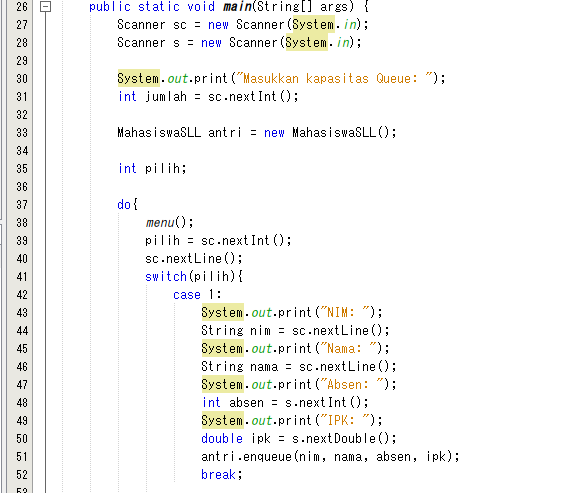 26 public static void main(String[] args) {
27 Scanner sc = new Scanner(System.in);
28 Scanner s = new Scanner(System.in);
29
30 System.out.print("Masukkan kapasitas Queue: ");
31 int jumlah = sc.nextInt();
32
33 MahasiswaSLL antri = new MahasiswaSLL();
34
35 int pilih;
36
37 do{
38 menu();
39 pilih = sc.nextInt();
40 sc.nextLine();
41 switch(pilih){
42 case 1:
43 System.out.print("NIM: ");
44 String nim = sc.nextLine();
45 System.out.print("Nama: ");
46 String nama = sc.nextLine();
47 System.out.print("Absen: ");
48 int absen = s.nextInt();
49 System.out.print("IPK: ");
50 double ipk = s.nextDouble();
51 antri.enqueue(nim, nama, absen, ipk);
52 break;